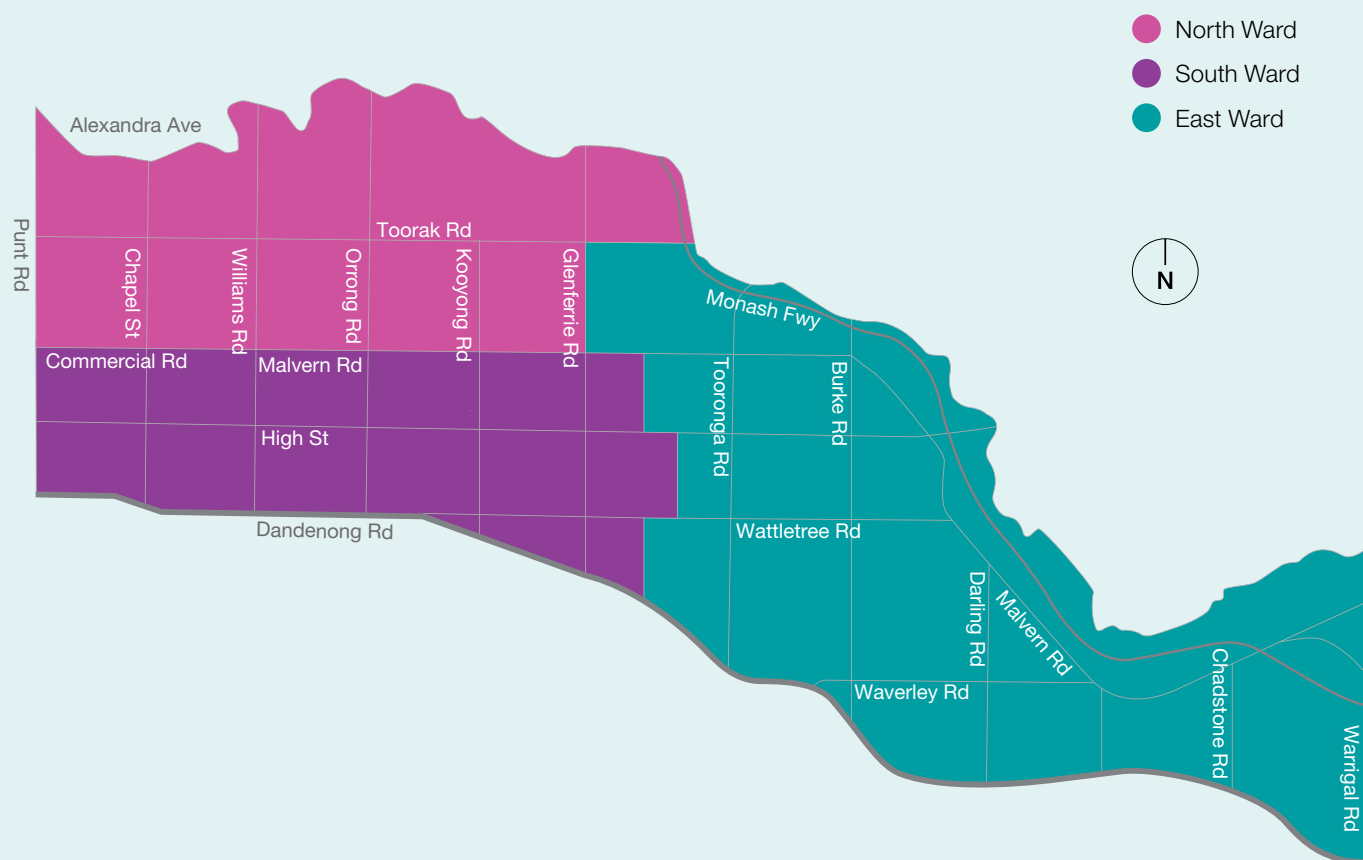 North Ward
South Ward
East Ward
Alexandra Ave
Punt Rd
Toorak Rd
Chapel St
Williams Rd
Orrong Rd
Kooyong Rd
Glenferrie Rd
N
Monash Fwy
Commercial Rd
Malvern Rd
Tooronga Rd
Burke Rd
High St
Dandenong Rd
Wattletree Rd
Darling Rd
Malvern Rd
Waverley Rd
Chadstone Rd
Warrigal Rd